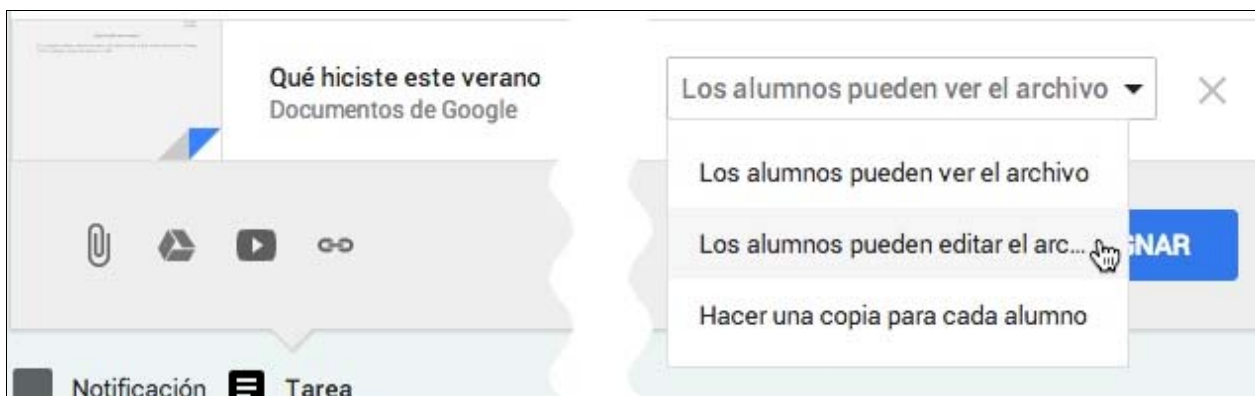 Qué hiciste este verano
Documentos de Google
Los alumnos pueden ver el archivo
Los alumnos pueden ver el archivo
Los alumnos pueden editar el arc...
GNAR
Hacer una copia para cada alumno
Notificación
Tarea